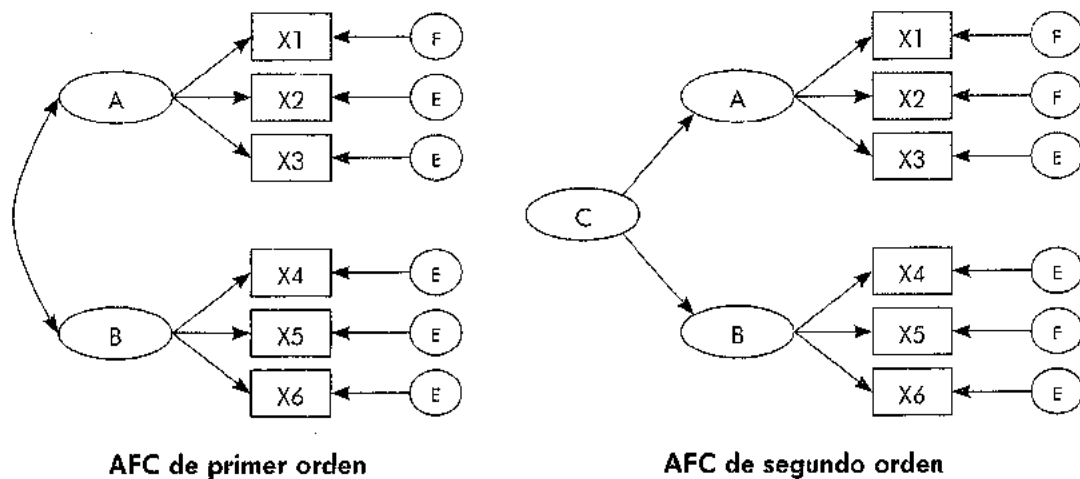 X1 F X1 F
A X2 E A X2 F
X3 E X3 E
C
X4 E X4 E
B X5 E B X5 F
X6 E X6 E
AFC de primer orden AFC de segundo orden